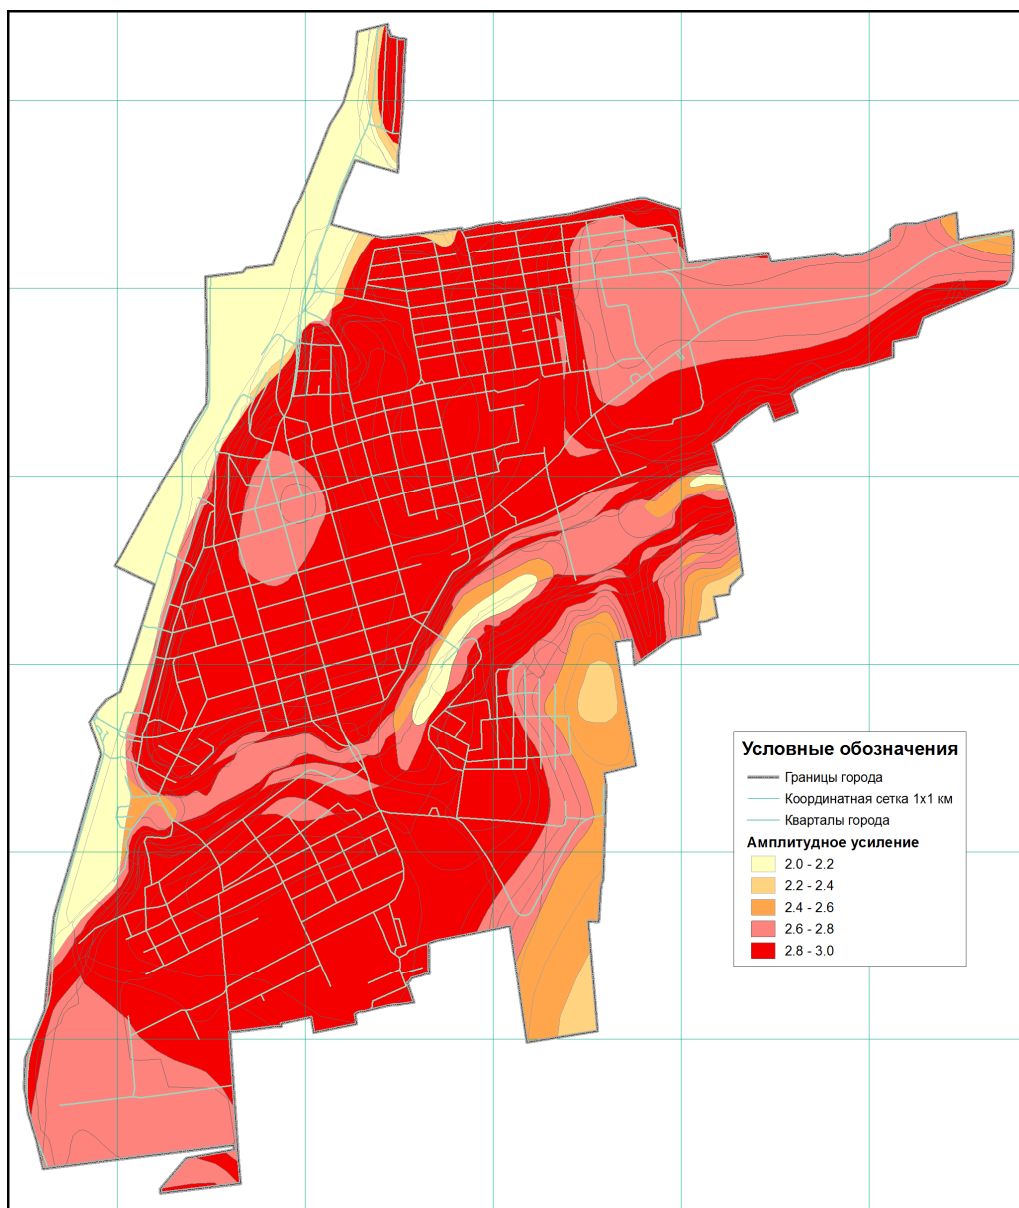 Условные обозначения
Границы города
Координатная сетка 1х1 км
Кварталы города
Амплитудное усиление
2.0 - 2.2
2.2 - 2.4
2.4 - 2.6
2.6 - 2.8
2.8 - 3.0